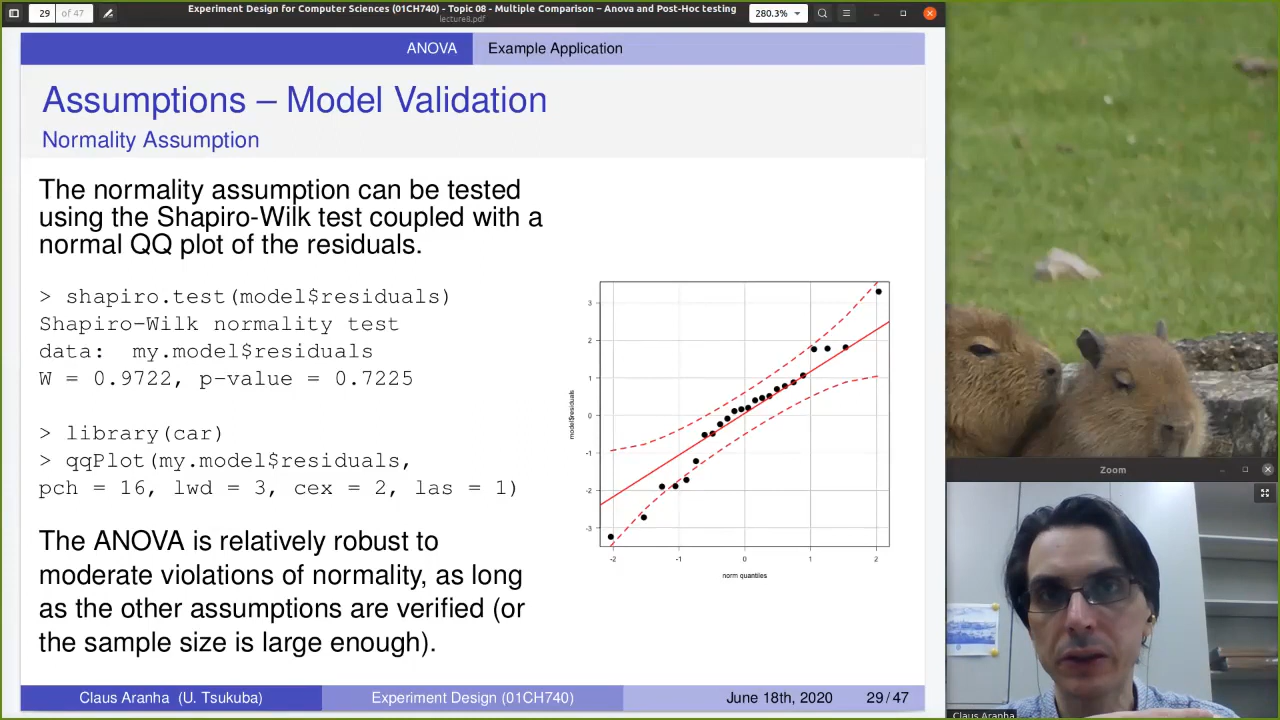 29 of 47
Experiment Design for Computer Sciences (01CH740) - Topic 08 - Multiple Comparison – Anova and Post-Hoc testing
lecture8.pdf
280.3%
ANOVA Example Application
Assumptions – Model Validation
Normality Assumption
The normality assumption can be tested
using the Shapiro-Wilk test coupled with a
normal QQ plot of the residuals.
> shapiro.test(model$residuals)
Shapiro-Wilk normality test
data: my.model$residuals
W = 0.9722, p-value = 0.7225
> library(car)
> qqPlot(my.model$residuals,
pch = 16, lwd = 3, cex = 2, las = 1)
The ANOVA is relatively robust to
moderate violations of normality, as long
as the other assumptions are verified (or
the sample size is large enough).
model$residuals
3
2
1
0
-1
-2
-3
-2 -1 0 1 2
norm quantiles
Claus Aranha (U. Tsukuba) Experiment Design (01CH740) June 18th, 2020 29 / 47
Zoom
Claus Aranha